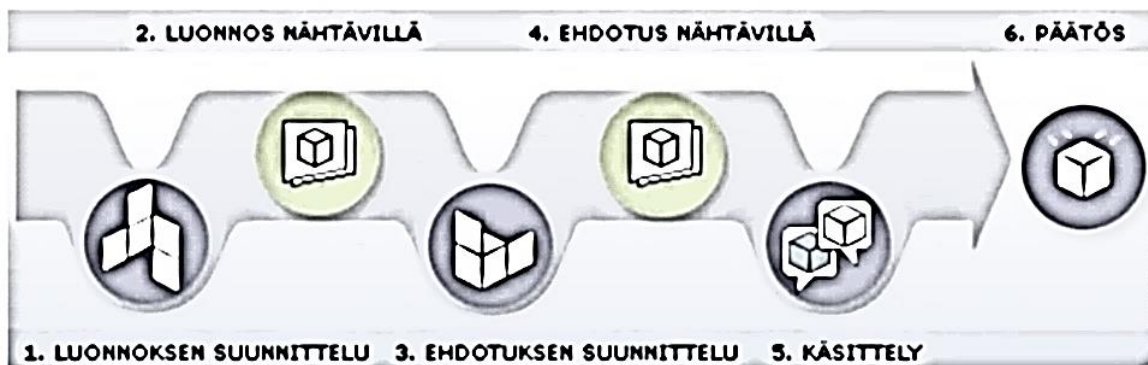 2. LUONNOS NÄHTÄVILLÄ 4. EHDOTUS NÄHTÄVILLÄ 6. PÄÄTÖS
1. LUONNOKSEN SUUNNITTELU 3. EHDOTUKSEN SUUNNITTELU 5. KÄSITTELY